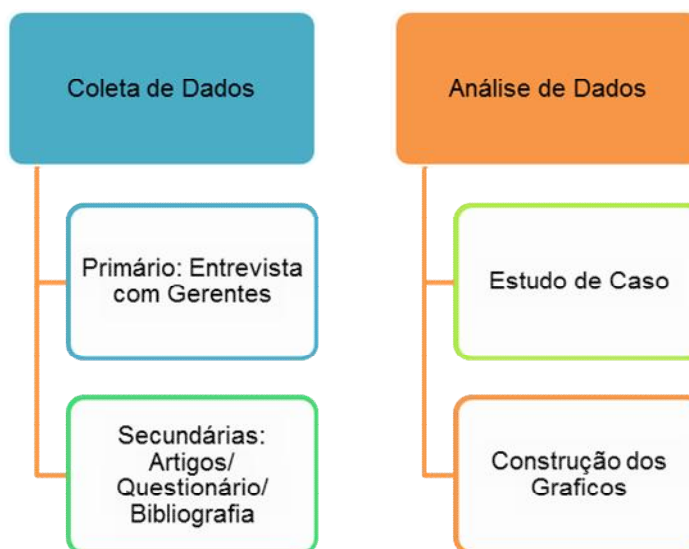 Coleta de Dados
Primário: Entrevista
com Gerentes
Secundárias:
Artigos/
Questionário/
Bibliografia
Análise de Dados
Estudo de Caso
Construção dos
Graficos